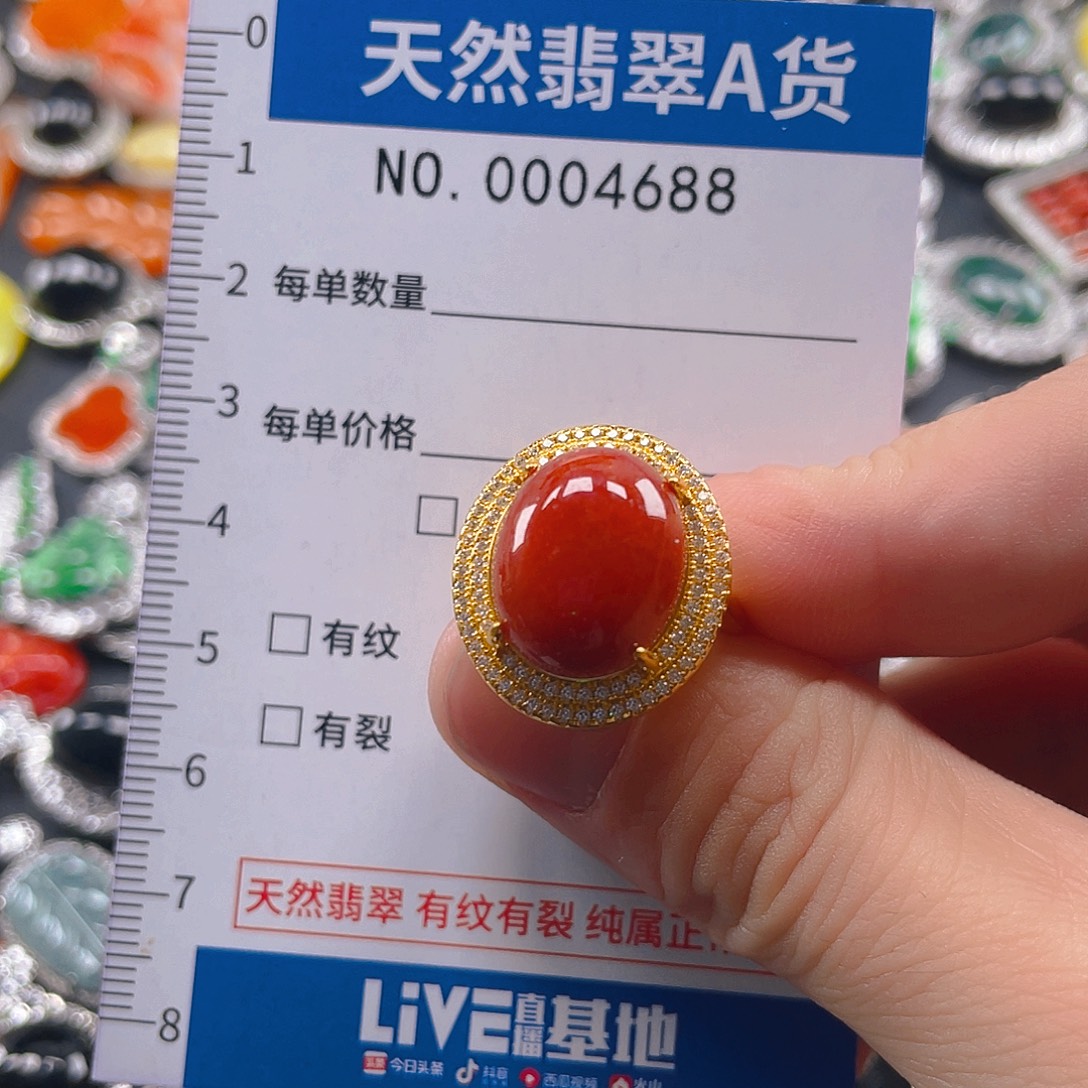 天然翡翠A货
NO. 0004688
0
1
2
3
4
5
6
7
8
每单数量
每单价格
有纹
有裂
天然翡翠 有纹有裂 纯属正
LiVE直播基地
今日头条 抖音 西瓜视频 火山